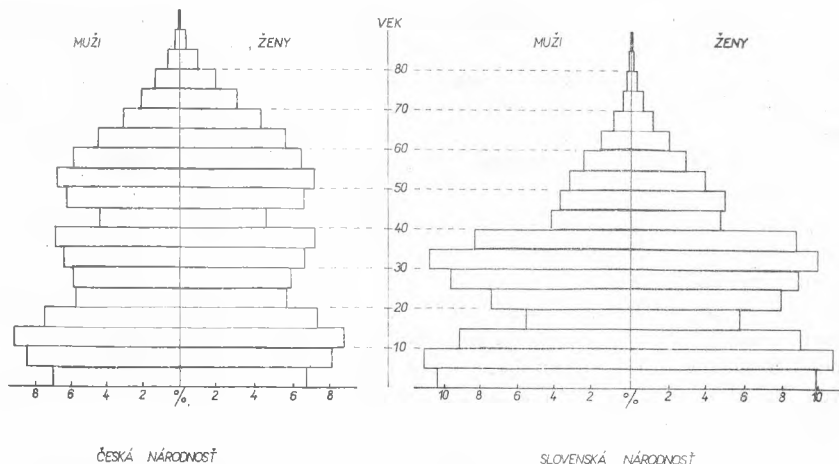 VEK
MUŽI ŽENY MUŽI ŽENY
80
70
60
50
40
30
20
10
8 6 4 2 % 2 4 6 8 10 8 6 4 2 % 2 4 6 8 10
ČESKÁ NÁRODNOSŤ SLOVENSKÁ NÁRODNOSŤ